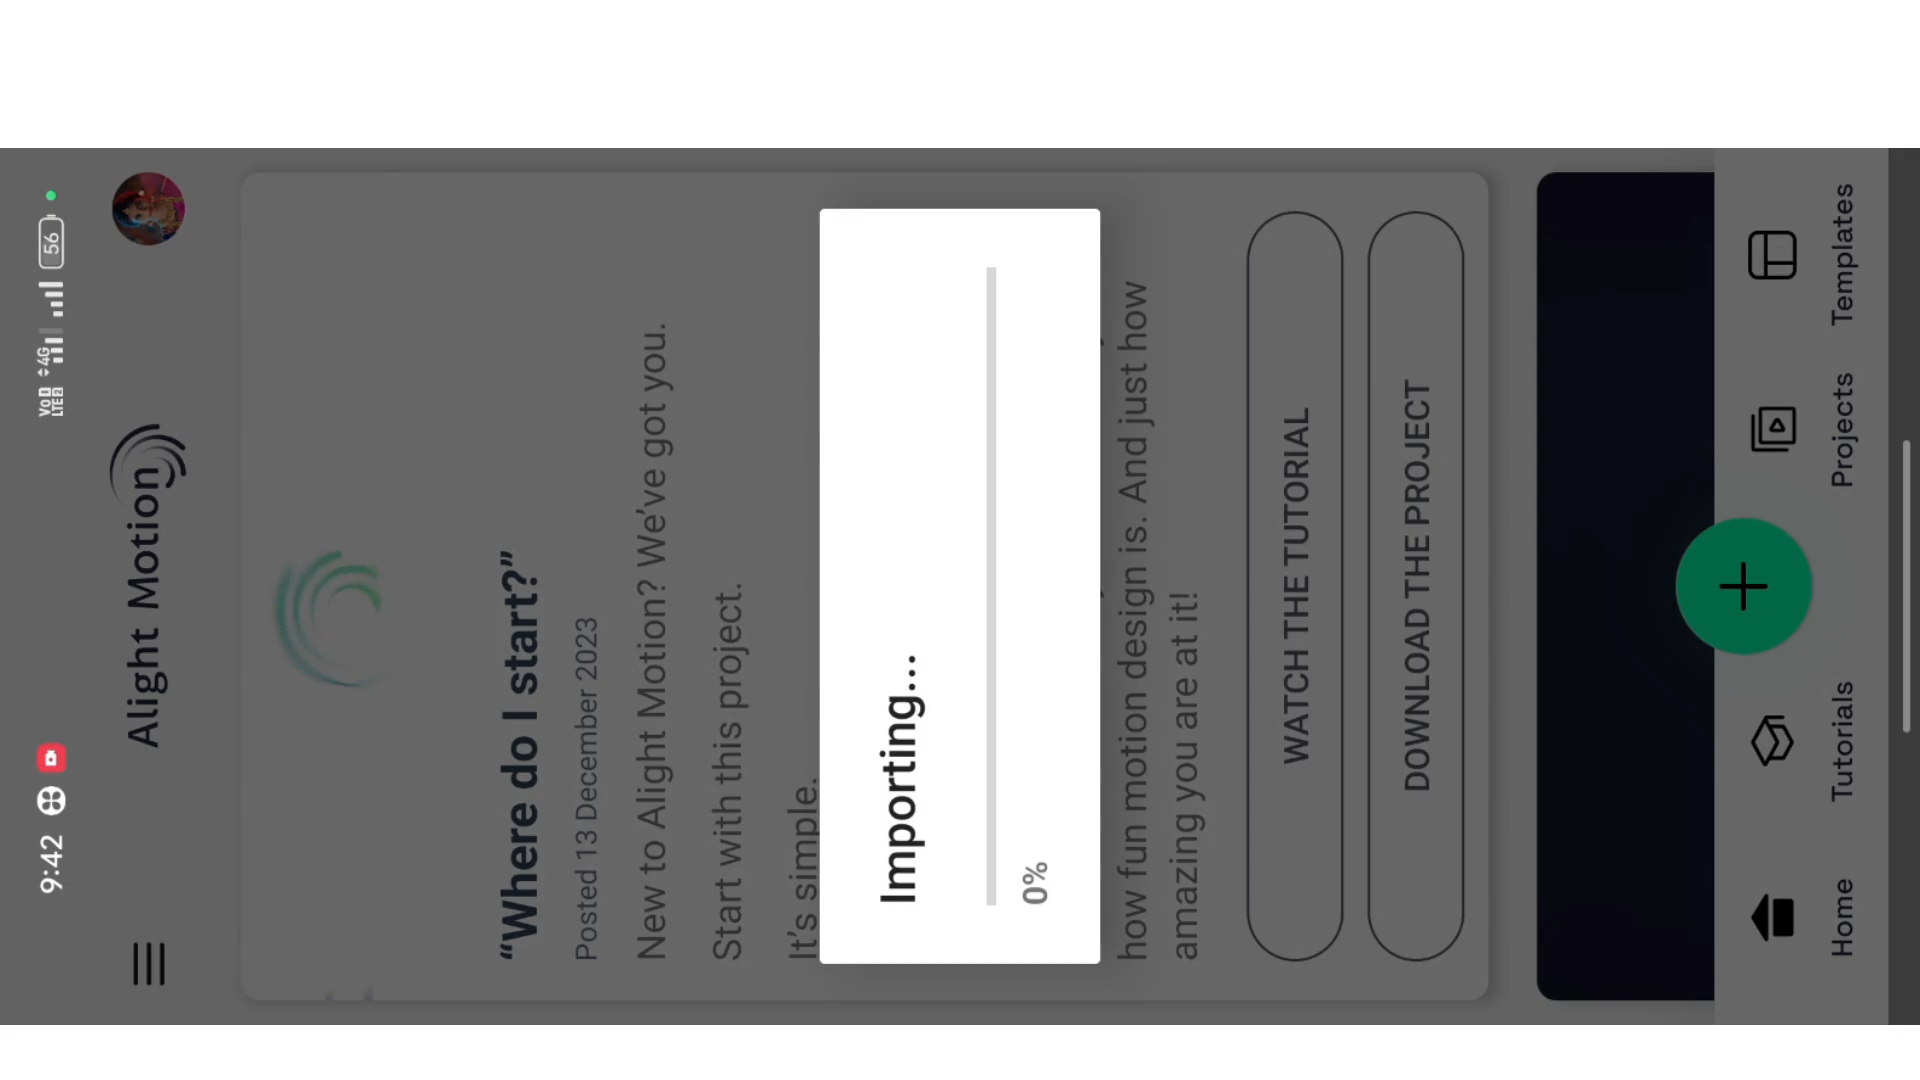 9:42
VoD
LTE2
4G
56
Alight Motion
“Where do I start?”
Posted 13 December 2023
New to Alight Motion? We’ve got you.
Start with this project.
It’s simple.
Importing...
0%
how fun motion design is. And just how
amazing you are at it!
WATCH THE TUTORIAL
DOWNLOAD THE PROJECT
Home
Tutorials
Projects
Templates